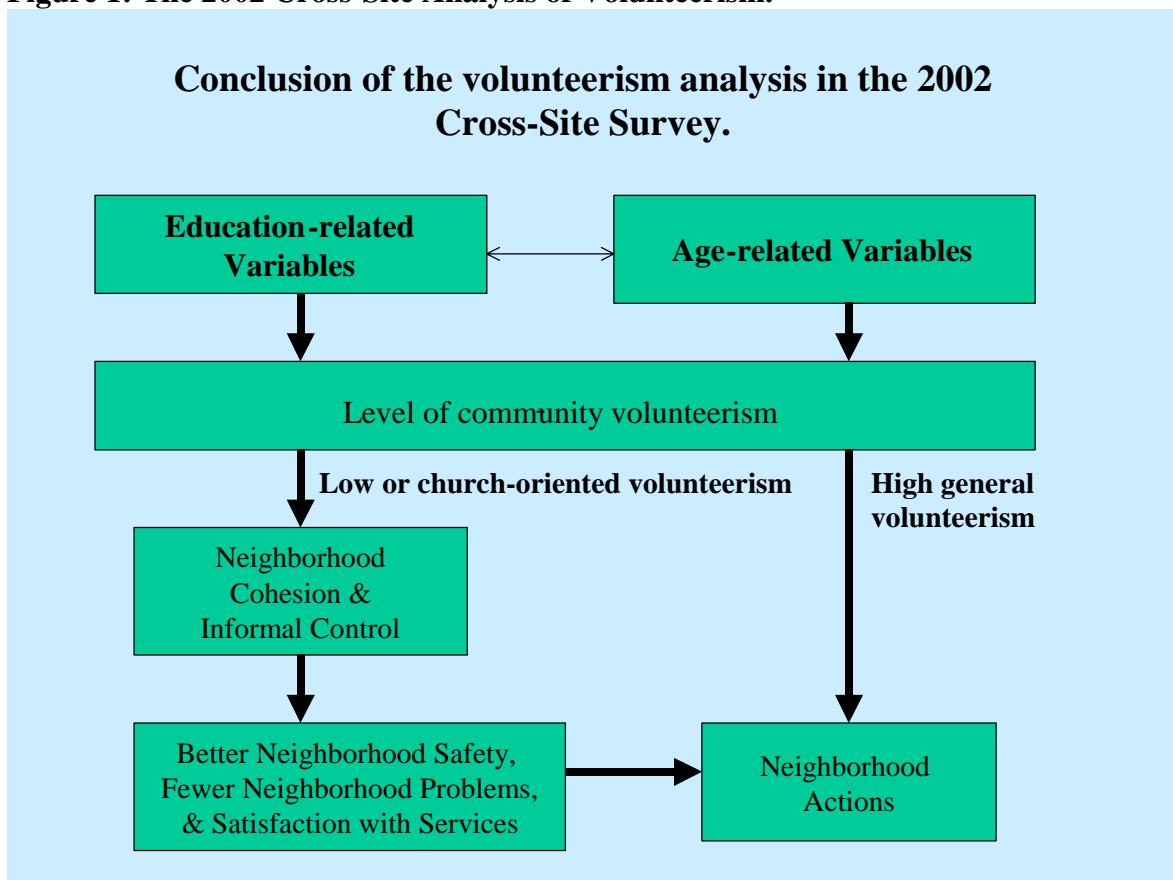 Figure 1: The 2002 Cross-Site Analysis of Volunteerism.
Conclusion of the volunteerism analysis in the 2002
Cross-Site Survey.
Education-related
Variables
Age-related Variables
Level of community volunteerism
Low or church-oriented volunteerism
High general
volunteerism
Neighborhood
Cohesion &
Informal Control
Better Neighborhood Safety,
Fewer Neighborhood Problems,
& Satisfaction with Services
Neighborhood
Actions